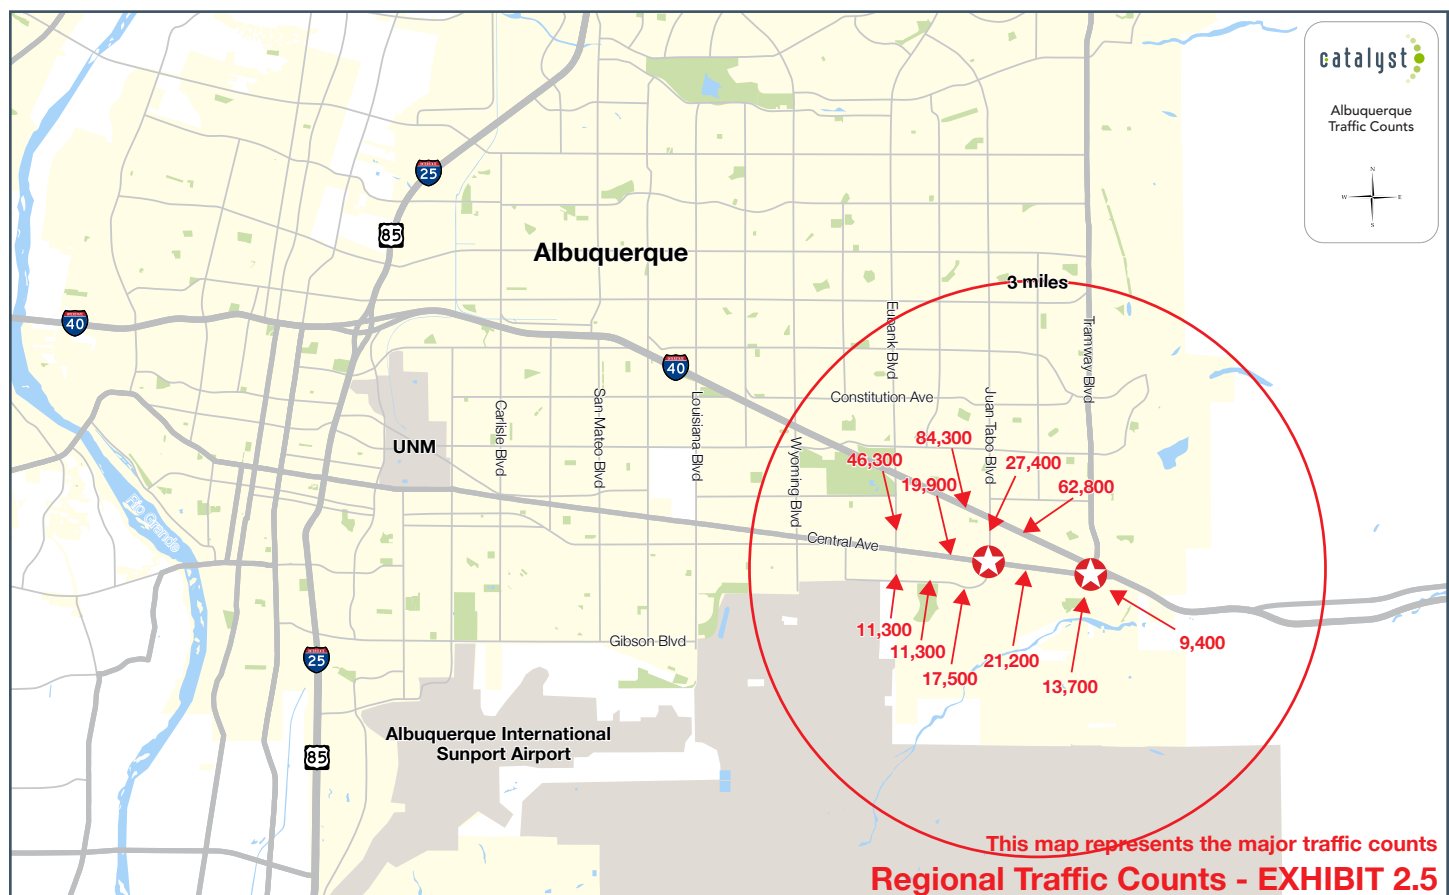 catalyst
Albuquerque
Traffic Counts
N
W
E
S
25
85
Albuquerque
3 miles
40
Eubank Blvd
Tramway Blvd
40
Constitution Ave
Carlisle Blvd
San Mateo Blvd
Louisiana Blvd
Juan Tabo Blvd
UNM
Wyoming Blvd
84,300
46,300
27,400
19,900
62,800
Rio Grande
Central Ave
11,300
Gibson Blvd
11,300
9,400
25
21,200
17,500
13,700
Albuquerque International
Sunport Airport
85
This map represents the major traffic counts
Regional Traffic Counts - EXHIBIT 2.5